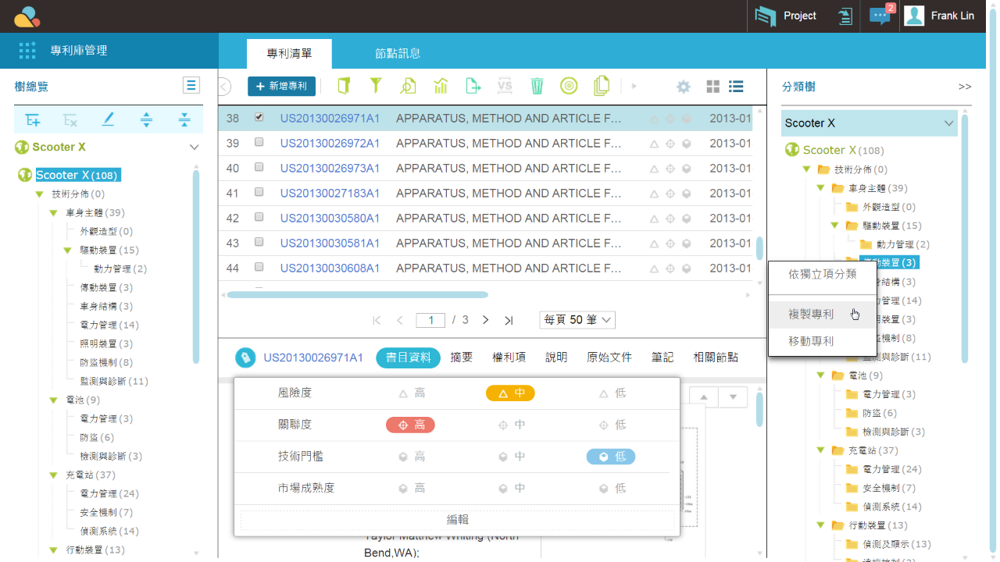 Project
2
Frank Lin
專利庫管理
專利清單
節點訊息
樹總覽
Scooter X
Scooter X (108)
技術分佈 (0)
車身主體 (39)
外觀造型 (0)
驅動裝置 (15)
動力管理 (2)
停動裝置 (3)
車身結構 (3)
電力管理 (14)
照明裝置 (3)
防盜機制 (8)
監測與診斷 (11)
電池 (9)
電力管理 (3)
防盜 (6)
檢測與診斷 (3)
充電站 (37)
電力管理 (24)
安全機制 (7)
偵測系統 (14)
行動裝置 (13)
+ 新增專利
VS
38 US20130026971A1 APPARATUS, METHOD AND ARTICLE F... 2013-01
39 US20130026972A1 APPARATUS, METHOD AND ARTICLE F... 2013-01
40 US20130026973A1 APPARATUS, METHOD AND ARTICLE F... 2013-01
41 US20130027183A1 APPARATUS, METHOD AND ARTICLE F... 2013-01
42 US20130030580A1 APPARATUS, METHOD AND ARTICLE F... 2013-01
43 US20130030581A1 APPARATUS, METHOD AND ARTICLE F... 2013-01
44 US20130030608A1 APPARATUS, METHOD AND ARTICLE F... 2013-01
1 / 3
每頁 50 筆
US20130026971A1 書目資料 摘要 權利項 說明 原始文件 筆記 相關節點
風險度 高 中 低
關聯度 高 中 低
技術門檻 高 中 低
市場成熟度 高 中 低
編輯
Taylor Matthew Whiting (North
Bend,WA);
分類樹 >>
Scooter X
Scooter X (108)
技術分佈 (0)
車身主體 (39)
外觀造型 (0)
驅動裝置 (15)
動力管理 (2)
停動裝置 (3)
依獨立項分類
複製專利
移動專利
身結構 (3)
力管理 (14)
明裝置 (3)
盜機制 (8)
監測與診斷 (11)
電池 (9)
電力管理 (3)
防盜 (6)
檢測與診斷 (3)
充電站 (37)
電力管理 (24)
安全機制 (7)
偵測系統 (14)
行動裝置 (13)
偵測及顯示 (13)
遠端控制 (3)